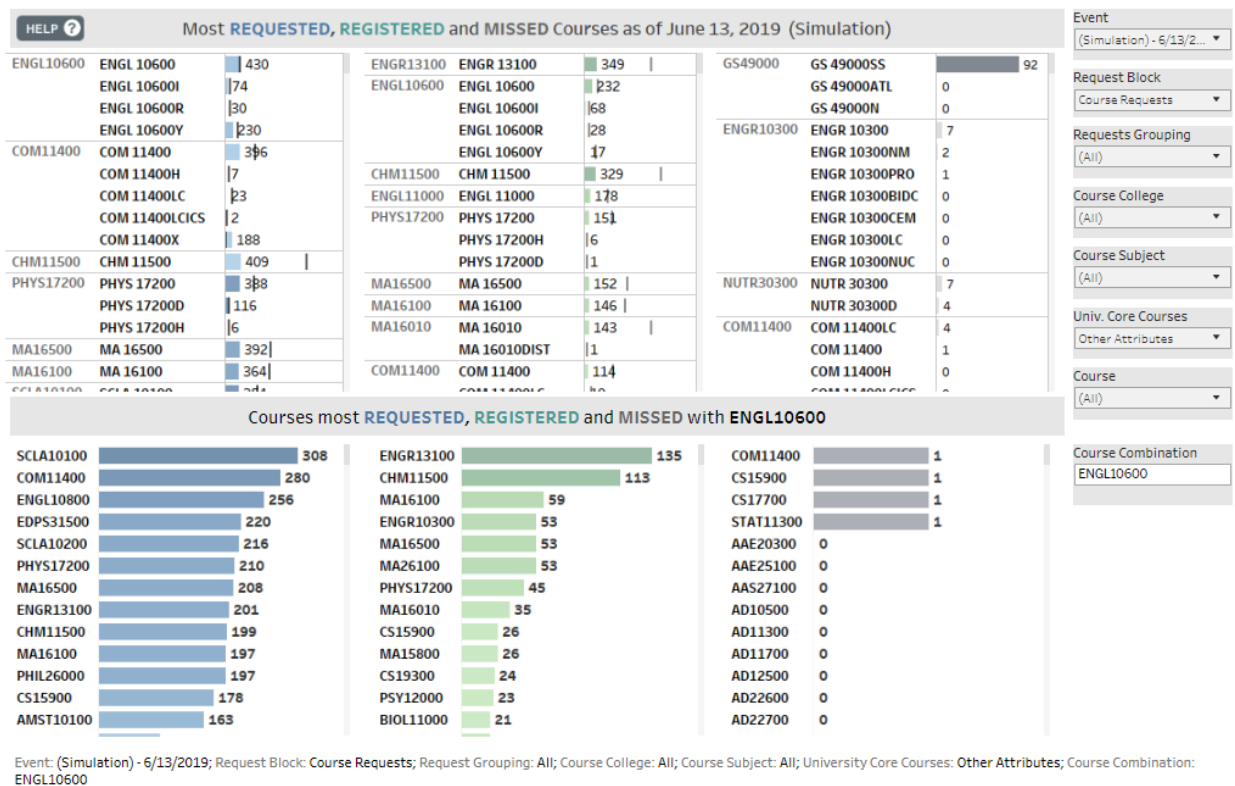 HELP ?
Most REQUESTED, REGISTERED and MISSED Courses as of June 13, 2019 (Simulation)
ENGL10600 ENGL 10600 430
ENGL 10600I 74
ENGL 10600R 30
ENGL 10600Y 230
COM11400 COM 11400 396
COM 11400H 7
COM 11400LC 23
COM 11400LCICS 2
COM 11400X 188
CHM11500 CHM 11500 409
PHYS17200 PHYS 17200 388
PHYS 17200D 116
PHYS 17200H 6
MA16500 MA 16500 392
MA16100 MA 16100 364
ENGR13100 ENGR 13100 349
ENGL10600 ENGL 10600 232
ENGL 10600I 68
ENGL 10600R 28
ENGL 10600Y 17
CHM11500 CHM 11500 329
ENGL11000 ENGL 11000 178
PHYS17200 PHYS 17200 151
PHYS 17200H 6
PHYS 17200D 1
MA16500 MA 16500 152
MA16100 MA 16100 146
MA16010 MA 16010 143
MA 16010DIST 1
COM11400 COM 11400 114
GS49000 GS 49000SS 92
GS 49000ATL 0
GS 49000N 0
ENGR10300 ENGR 10300 7
ENGR 10300NM 2
ENGR 10300PRO 1
ENGR 10300BIDC 0
ENGR 10300CEM 0
ENGR 10300LC 0
ENGR 10300NUC 0
NUTR30300 NUTR 30300 7
NUTR 30300D 4
COM11400 COM 11400LC 4
COM 11400 1
COM 11400H 0
Courses most REQUESTED, REGISTERED and MISSED with ENGL10600
SCLA10100 308
COM11400 280
ENGL10800 256
EDPS31500 220
SCLA10200 216
PHYS17200 210
MA16500 208
ENGR13100 201
CHM11500 199
MA16100 197
PHIL26000 197
CS15900 178
AMST10100 163
ENGR13100 135
CHM11500 113
MA16100 59
ENGR10300 53
MA16500 53
MA26100 53
PHYS17200 45
MA16010 35
CS15900 26
MA15800 26
CS19300 24
PSY12000 23
BIOL11000 21
COM11400 1
CS15900 1
CS17700 1
STAT11300 1
AAE20300 0
AAE25100 0
AAS27100 0
AD10500 0
AD11300 0
AD11700 0
AD12500 0
AD22600 0
AD22700 0
Event
(Simulation) - 6/13/2...
Request Block
Course Requests
Requests Grouping
(All)
Course College
(All)
Course Subject
(All)
Univ. Core Courses
Other Attributes
Course
(All)
Course Combination
ENGL10600
Event: (Simulation) - 6/13/2019; Request Block: Course Requests; Request Grouping: All; Course College: All; Course Subject: All; University Core Courses: Other Attributes; Course Combination:
ENGL10600